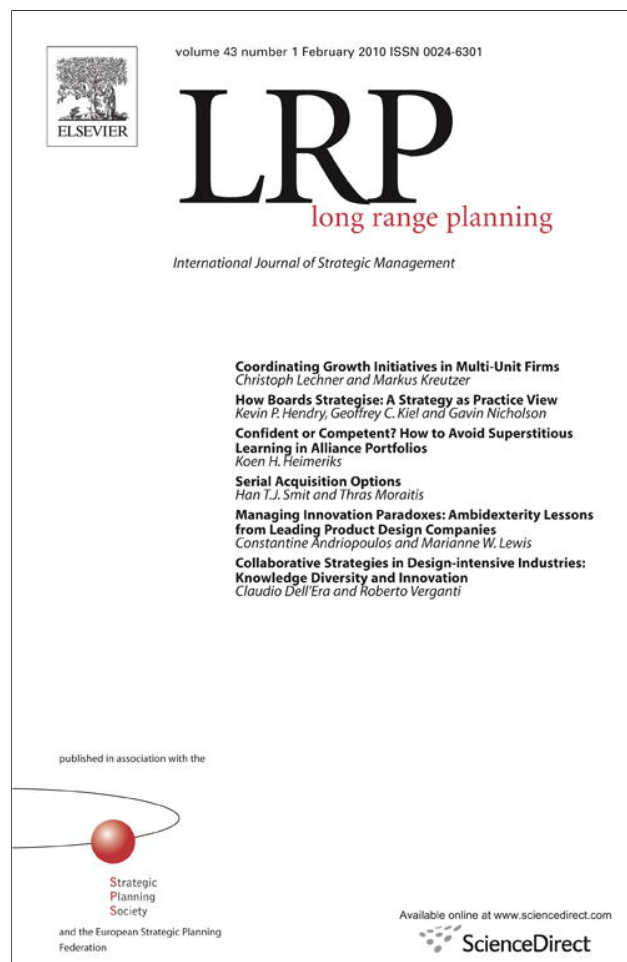 volume 43 number 1 February 2010 ISSN 0024-6301
ELSEVIER
LRP
long range planning
International Journal of Strategic Management
Coordinating Growth Initiatives in Multi-Unit Firms
Christoph Lechner and Markus Kreutzer
How Boards Strategise: A Strategy as Practice View
Kevin P. Hendry, Geoffrey C. Kiel and Gavin Nicholson
Confident or Competent? How to Avoid Superstitious
Learning in Alliance Portfolios
Koen H. Heimeriks
Serial Acquisition Options
Han T.J. Smit and Thras Moraitis
Managing Innovation Paradoxes: Ambidexterity Lessons
from Leading Product Design Companies
Constantine Andriopoulos and Marianne W. Lewis
Collaborative Strategies in Design-intensive Industries:
Knowledge Diversity and Innovation
Claudio Dell'Era and Roberto Verganti
published in association with the
Strategic
Planning
Society
and the European Strategic Planning
Federation
Available online at www.sciencedirect.com
ScienceDirect